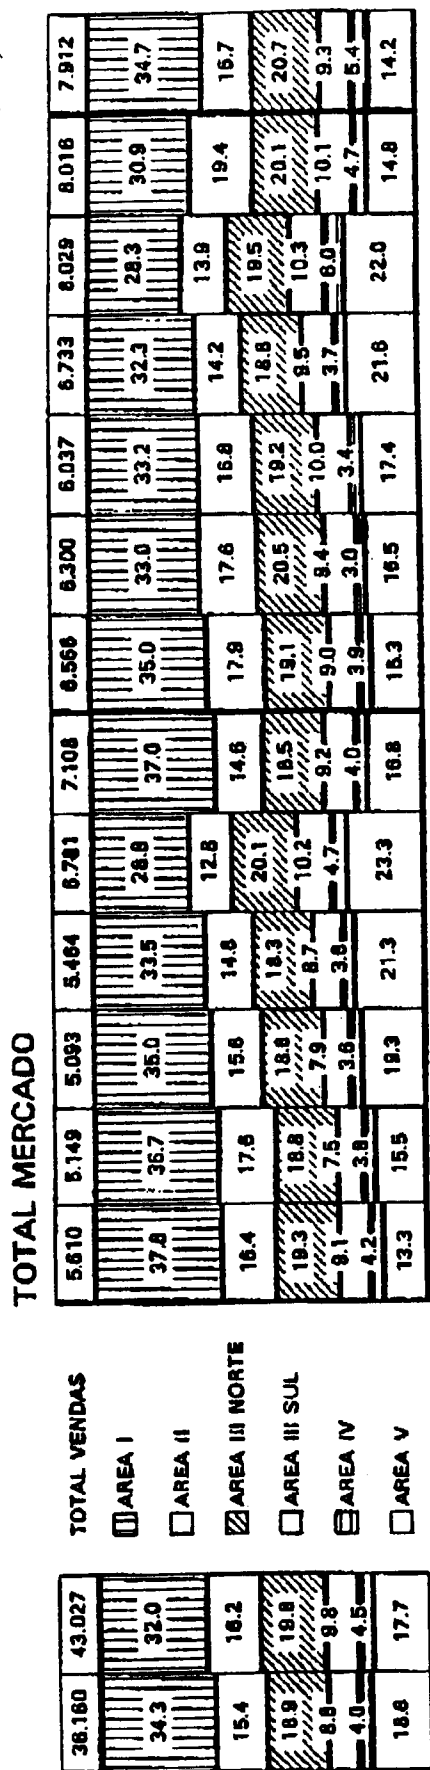 TOTAL MERCADO
36.160 43.027 TOTAL VENDAS 5.610 5.149 5.093 5.464 6.781 7.108 6.566 6.300 6.037 6.733 8.029 8.016 7.912
34.3 32.0 AREA I 37.8 36.7 35.0 33.5 28.8 37.0 35.0 33.0 33.2 32.3 28.3 30.9 34.7
15.4 16.2 AREA II 16.4 17.6 15.6 14.6 12.8 14.6 17.8 17.6 16.8 14.2 13.9 19.4 15.7
18.9 19.8 AREA III NORTE 19.3 18.8 18.6 18.3 20.1 18.5 19.1 20.5 19.2 18.8 19.5 20.1 20.7
8.8 9.8 AREA III SUL 9.1 7.5 7.9 8.7 10.2 9.2 9.0 9.4 10.0 9.5 10.3 10.1 9.3
4.0 4.5 AREA IV 4.2 3.8 3.6 3.6 4.7 4.0 3.9 3.0 3.4 3.7 6.0 4.7 5.4
18.6 17.7 AREA V 13.3 15.5 19.3 21.3 23.3 16.8 15.3 16.5 17.4 21.6 22.0 14.8 14.2